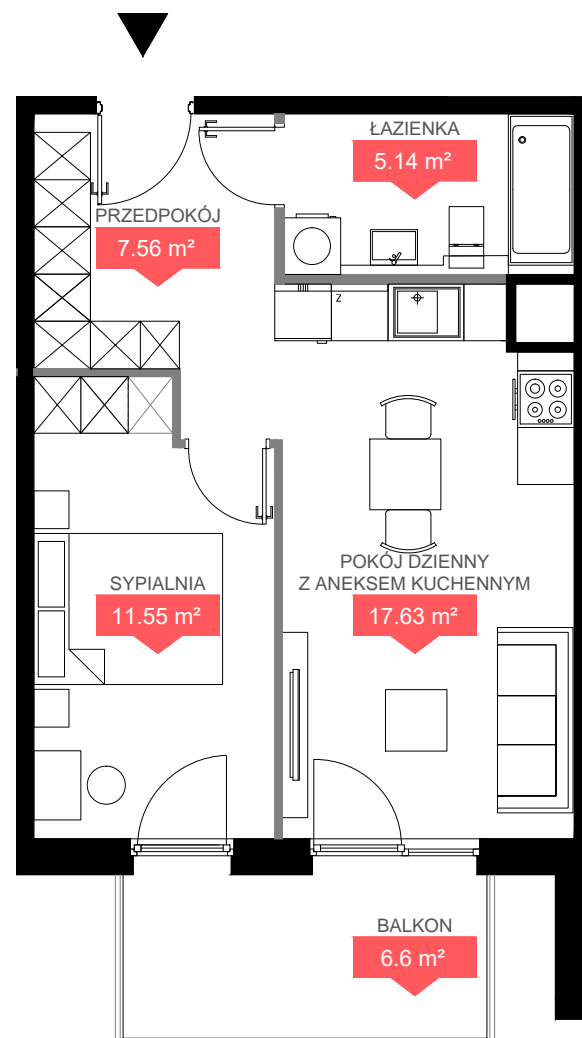 ŁAZIENKA
5.14 m²
PRZEDPOKÓJ
7.56 m²
Z
POKÓJ DZIENNY
Z ANEKSEM KUCHENNYM
17.63 m²
SYPIALNIA
11.55 m²
BALKON
6.6 m²